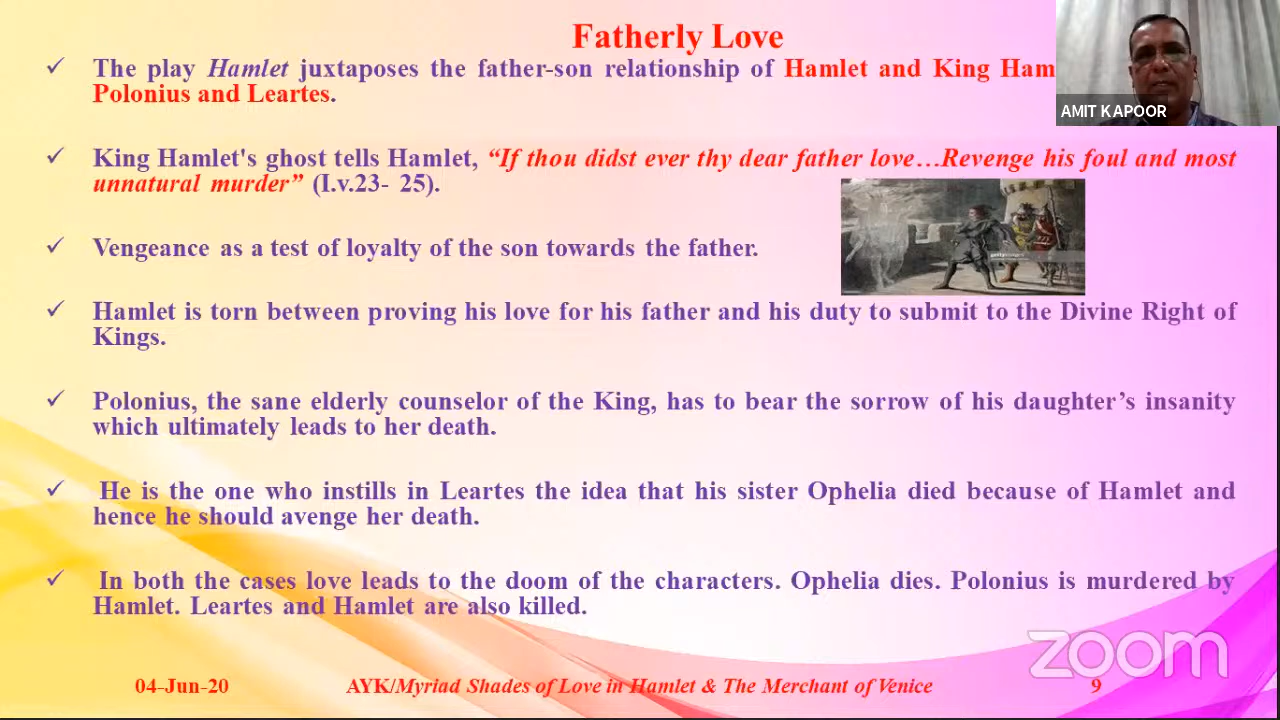 Fatherly Love
✓ The play Hamlet juxtaposes the father-son relationship of Hamlet and King Ham
Polonius and Leartes.
✓ King Hamlet's ghost tells Hamlet, “If thou didst ever thy dear father love…Revenge his foul and most
unnatural murder” (I.v.23- 25).
✓ Vengeance as a test of loyalty of the son towards the father.
✓ Hamlet is torn between proving his love for his father and his duty to submit to the Divine Right of
Kings.
✓ Polonius, the sane elderly counselor of the King, has to bear the sorrow of his daughter’s insanity
which ultimately leads to her death.
✓ He is the one who instills in Leartes the idea that his sister Ophelia died because of Hamlet and
hence he should avenge her death.
✓ In both the cases love leads to the doom of the characters. Ophelia dies. Polonius is murdered by
Hamlet. Leartes and Hamlet are also killed.
04-Jun-20 AYK/Myriad Shades of Love in Hamlet & The Merchant of Venice 9
AMIT KAPOOR
zoom